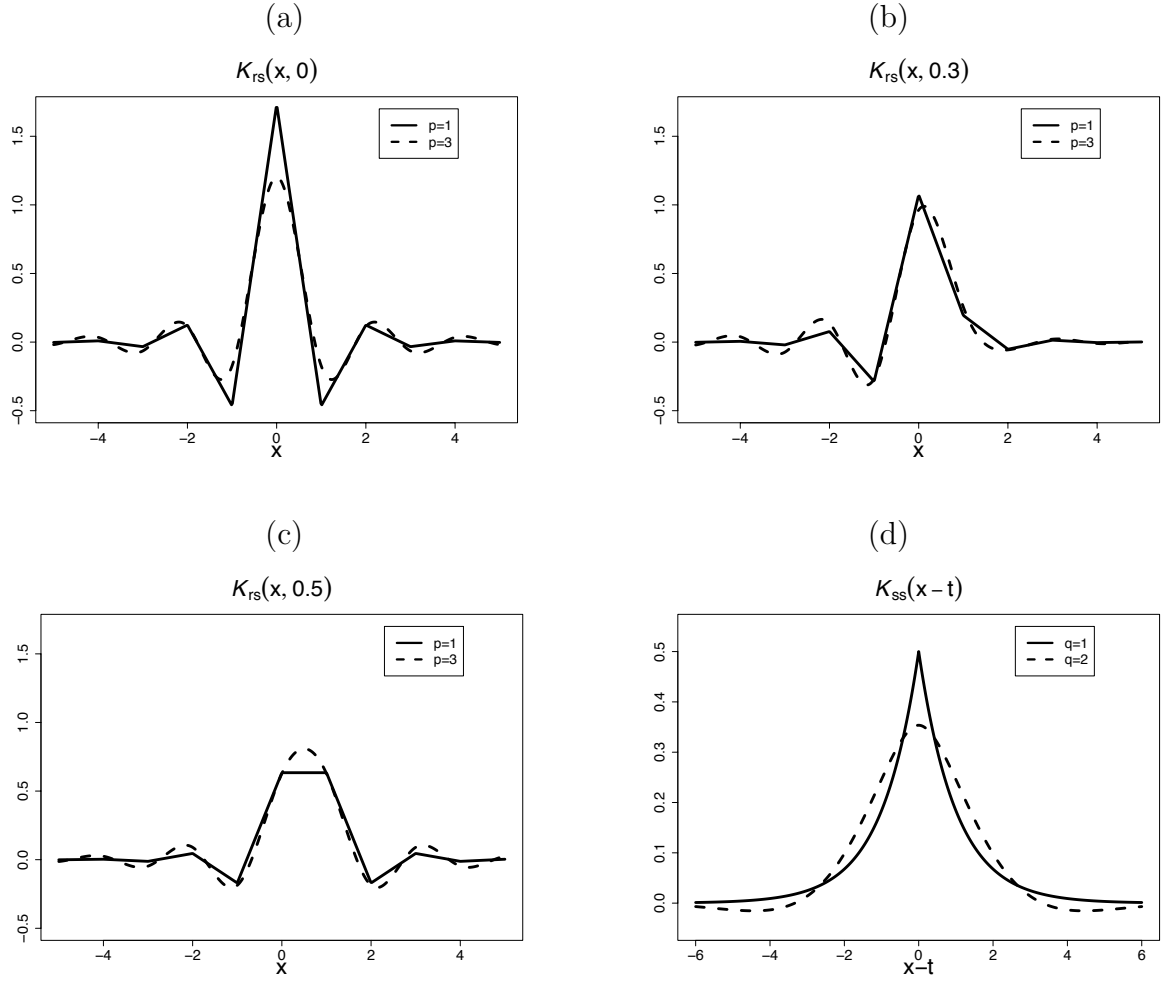 (a)
K_rs(x, 0)
p=1
p=3
1.5
1.0
0.5
0.0
−0.5
−4 −2 0 2 4
x
(b)
K_rs(x, 0.3)
p=1
p=3
1.5
1.0
0.5
0.0
−0.5
−4 −2 0 2 4
x
(c)
K_rs(x, 0.5)
p=1
p=3
1.5
1.0
0.5
0.0
−0.5
−4 −2 0 2 4
x
(d)
K_ss(x−t)
q=1
q=2
0.5
0.4
0.3
0.2
0.1
0.0
−6 −4 −2 0 2 4 6
x−t